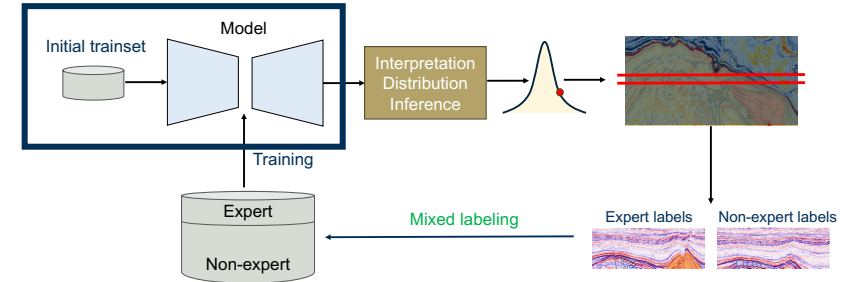 Model
Initial trainset
Interpretation
Distribution
Inference
Training
Expert
Non-expert
Mixed labeling
Expert labels
Non-expert labels